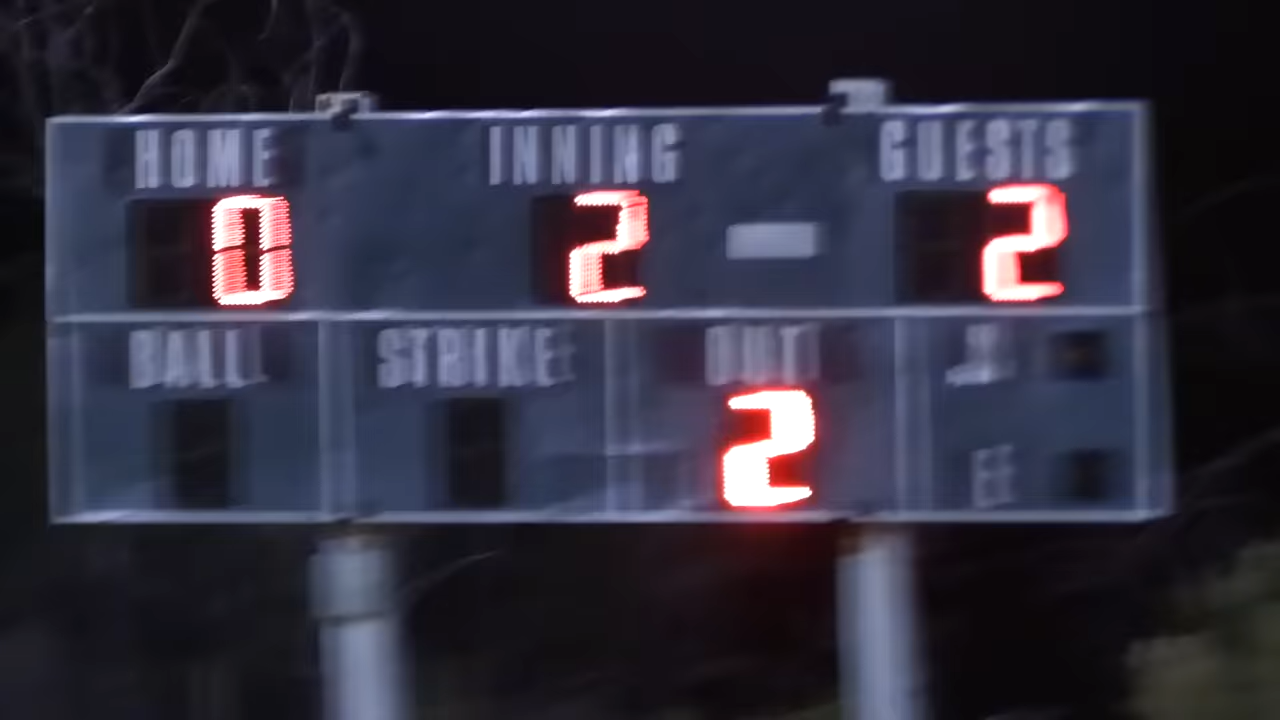 HOME INNING GUESTS
0 2 2
BALL STRIKE OUT H
2
E